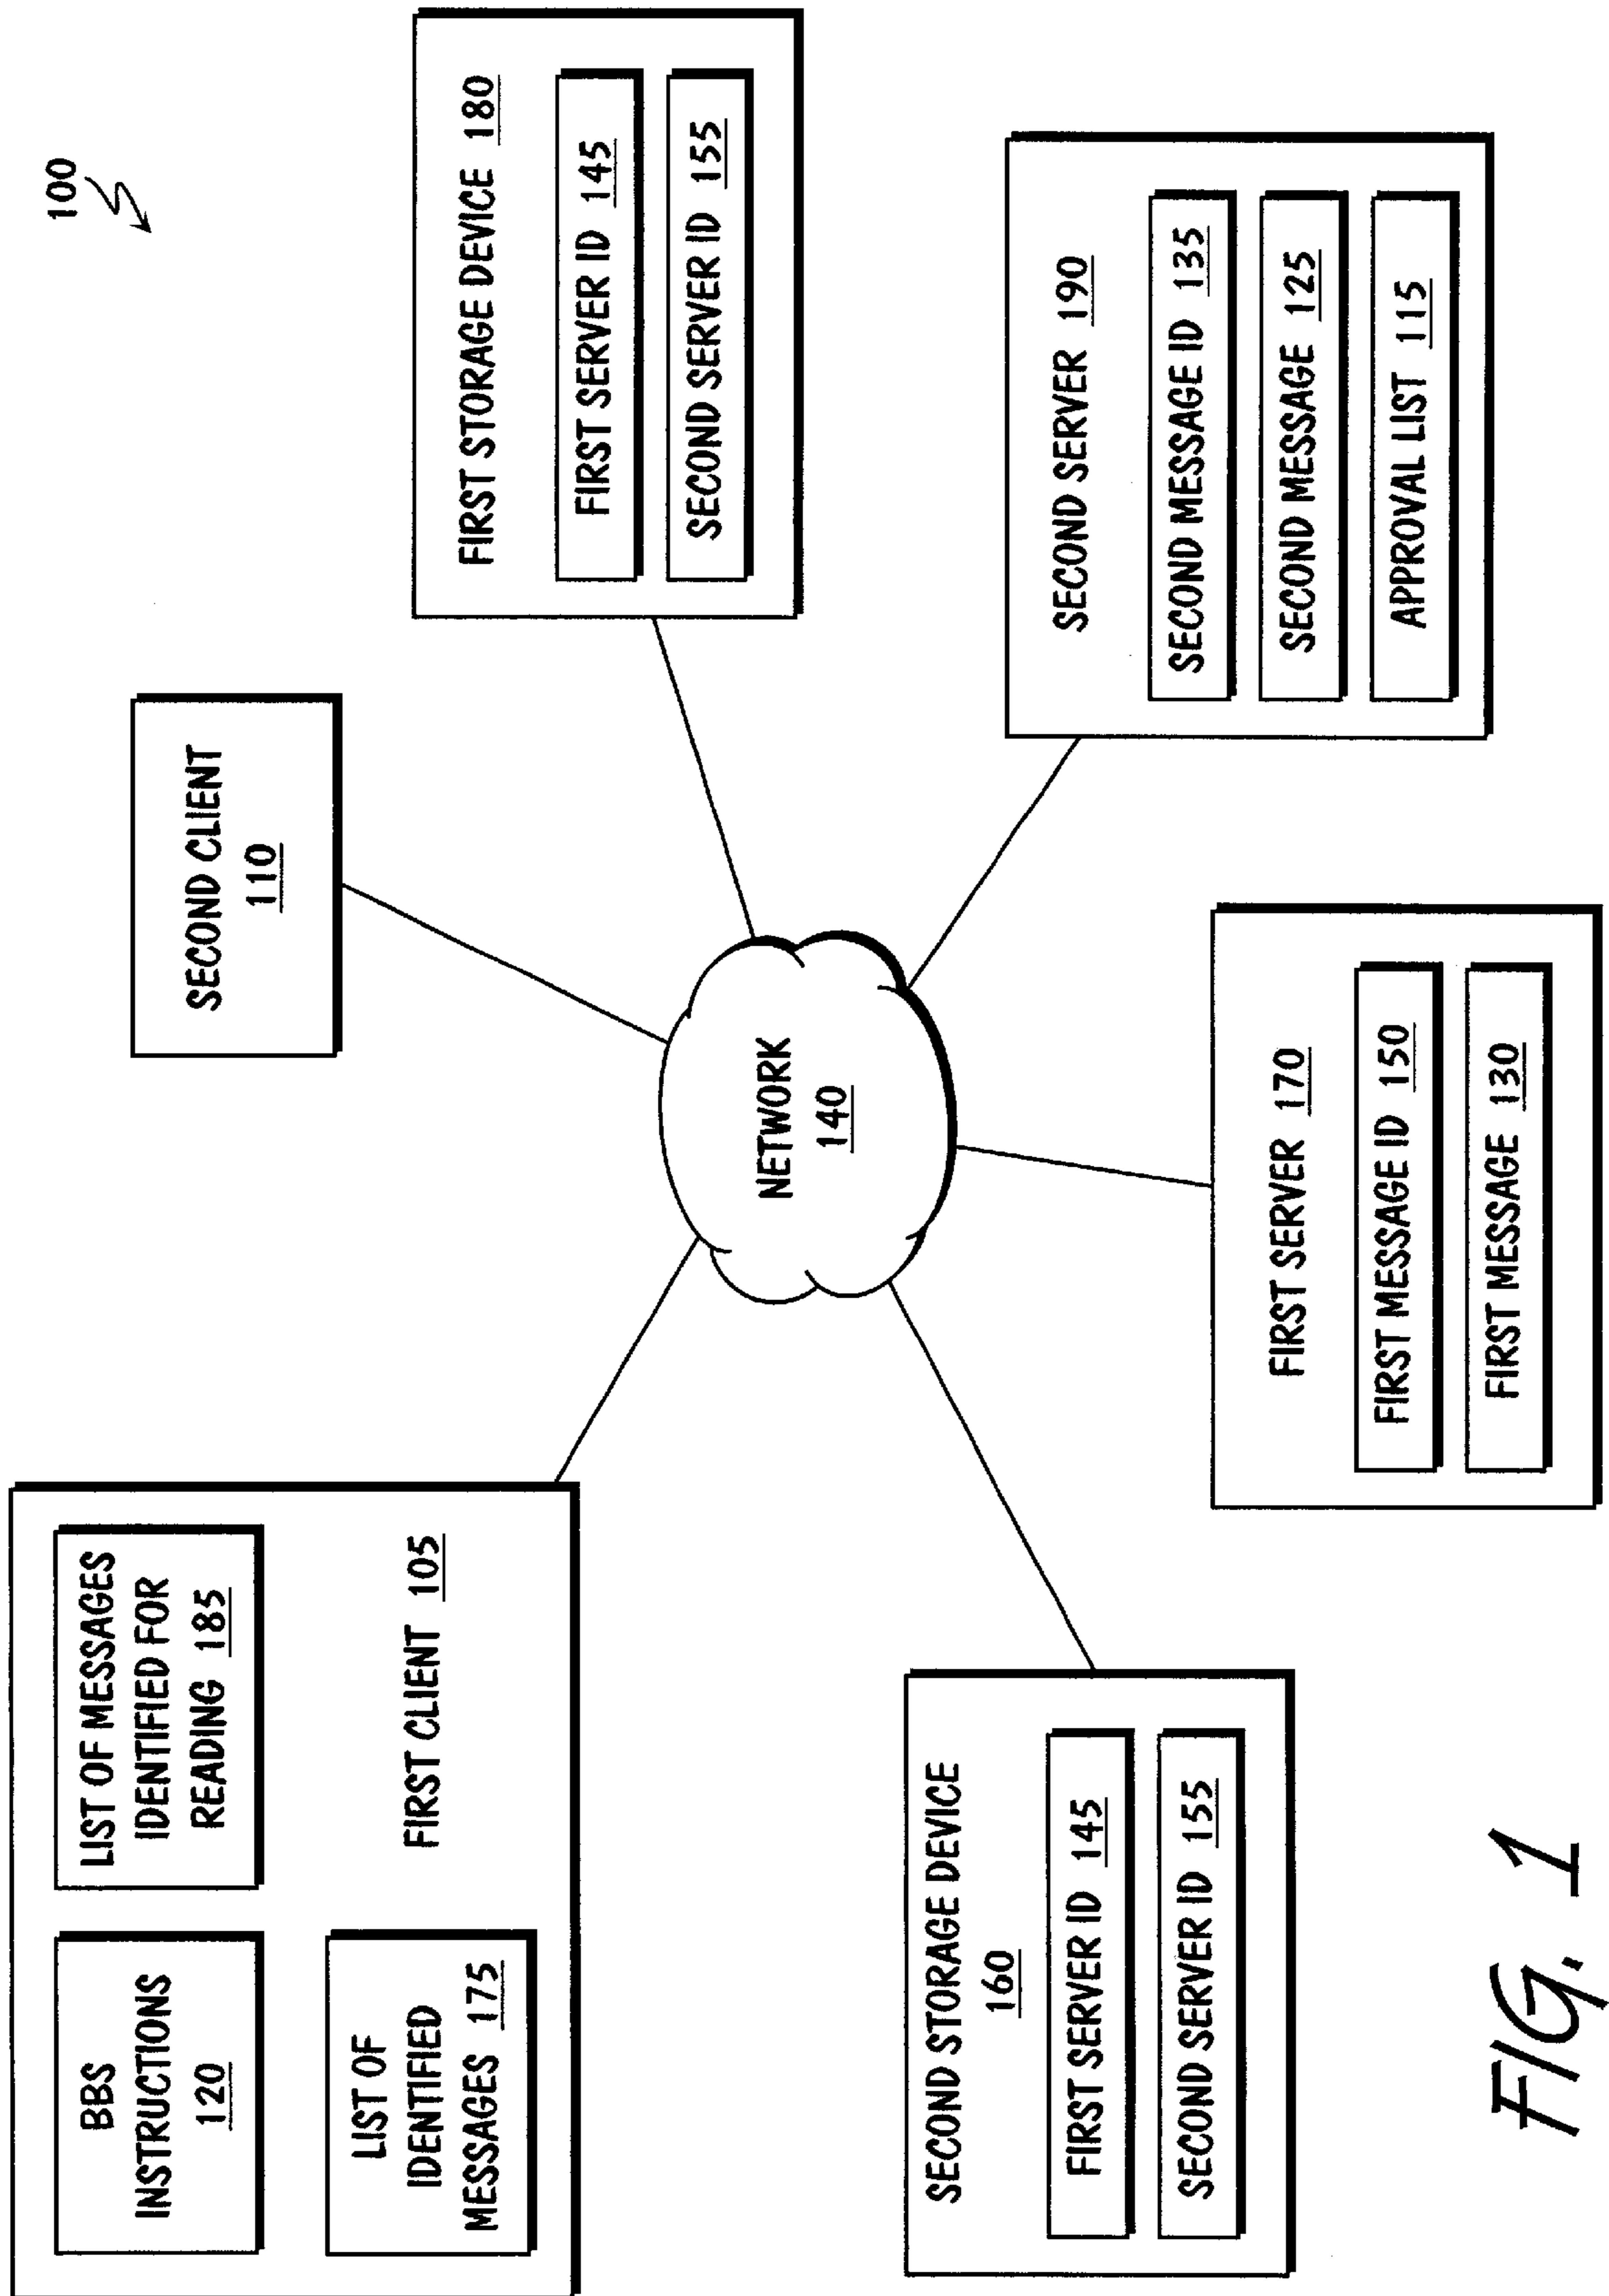 100
BBS
INSTRUCTIONS
120
LIST OF MESSAGES
IDENTIFIED FOR
READING 185
LIST OF
IDENTIFIED
MESSAGES 175
FIRST CLIENT 105
SECOND CLIENT
110
FIRST STORAGE DEVICE 180
FIRST SERVER ID 145
SECOND SERVER ID 155
NETWORK
140
SECOND STORAGE DEVICE
160
FIRST SERVER ID 145
SECOND SERVER ID 155
FIRST SERVER 170
FIRST MESSAGE ID 150
FIRST MESSAGE 130
SECOND SERVER 190
SECOND MESSAGE ID 135
SECOND MESSAGE 125
APPROVAL LIST 115
FIG. 1